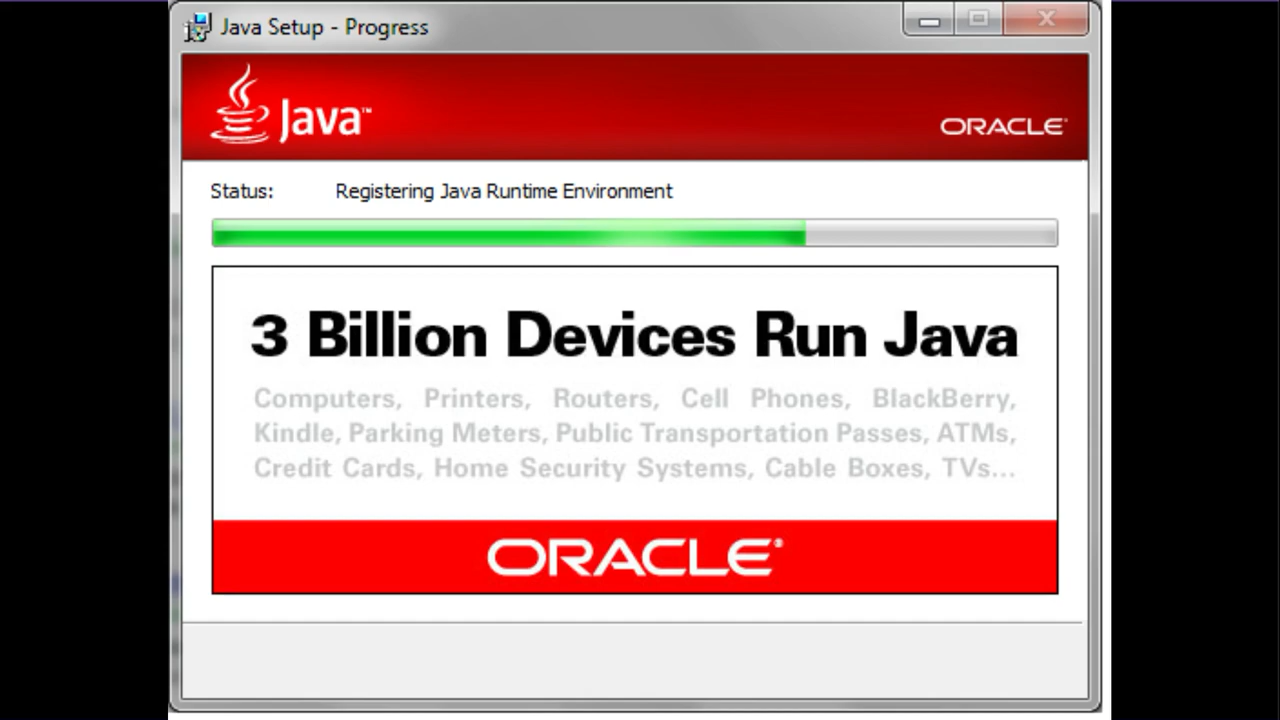 Java Setup - Progress
Java™
ORACLE®
Status: Registering Java Runtime Environment
3 Billion Devices Run Java
Computers, Printers, Routers, Cell Phones, BlackBerry,
Kindle, Parking Meters, Public Transportation Passes, ATMs,
Credit Cards, Home Security Systems, Cable Boxes, TVs...
ORACLE®